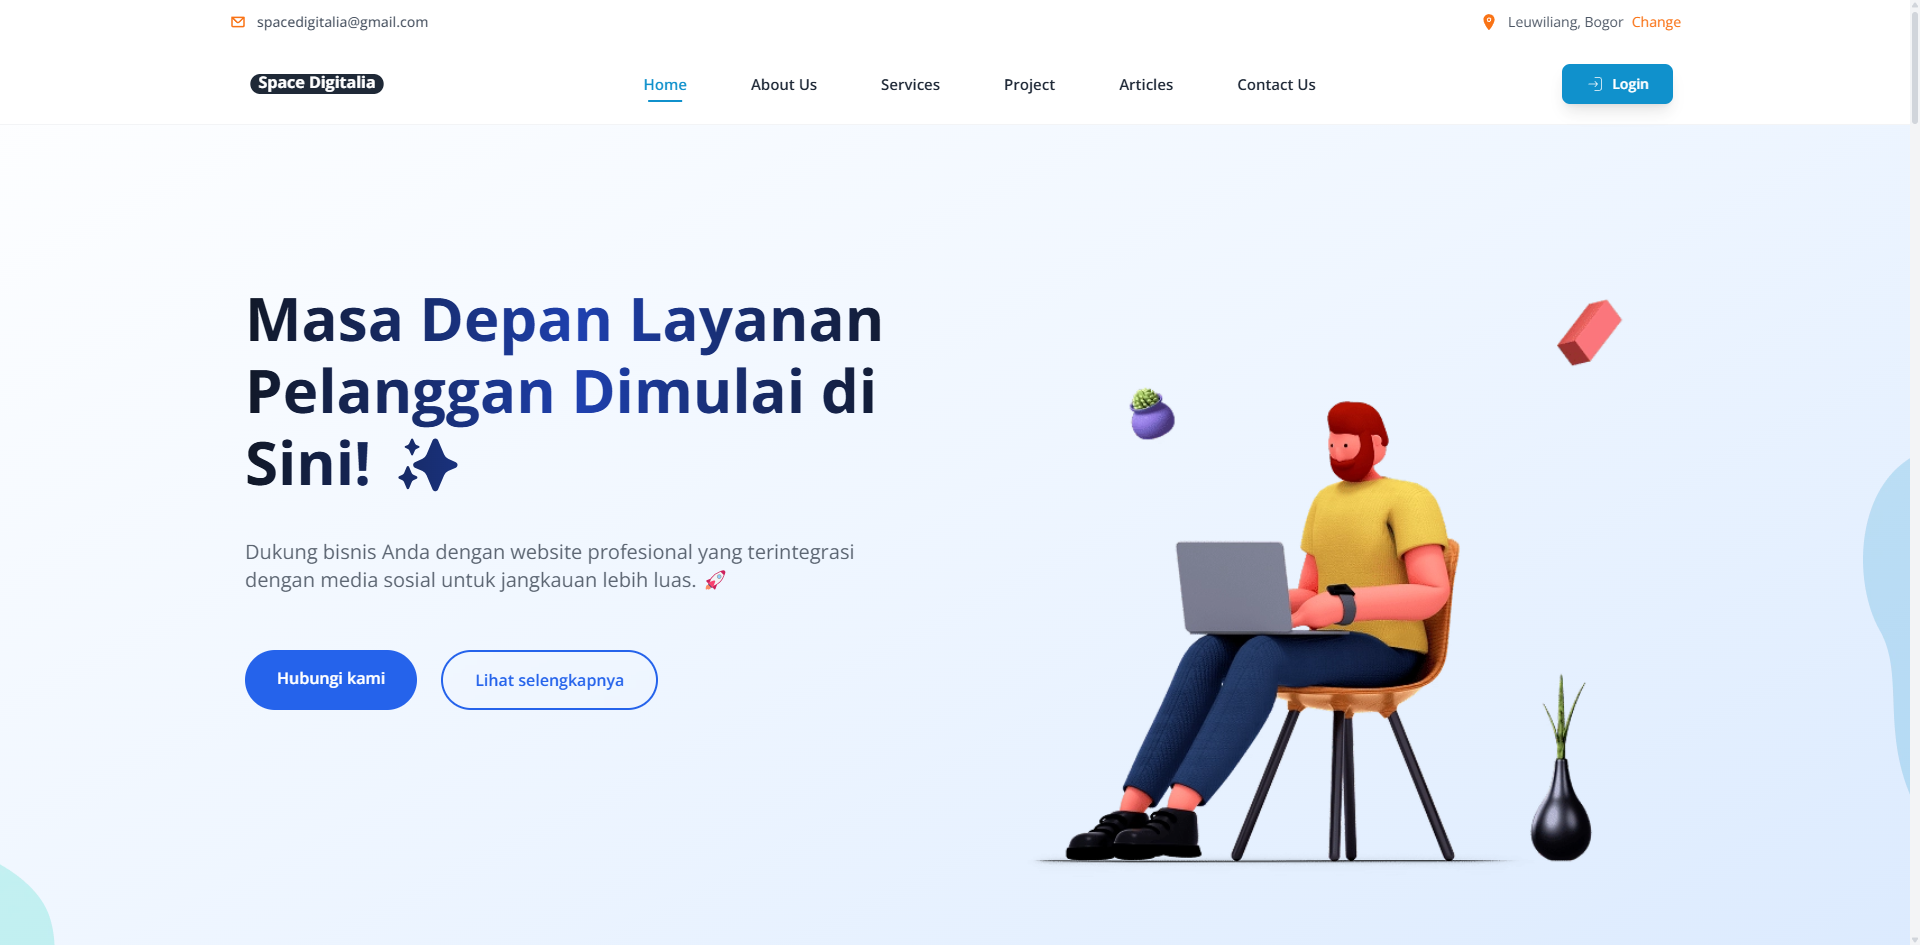 spacedigitalia@gmail.com
Leuwiliang, Bogor Change
Space Digitalia
Home About Us Services Project Articles Contact Us
Login
Masa Depan Layanan
Pelanggan Dimulai di
Sini! ✨
Dukung bisnis Anda dengan website profesional yang terintegrasi
dengan media sosial untuk jangkauan lebih luas. 🚀
Hubungi kami
Lihat selengkapnya